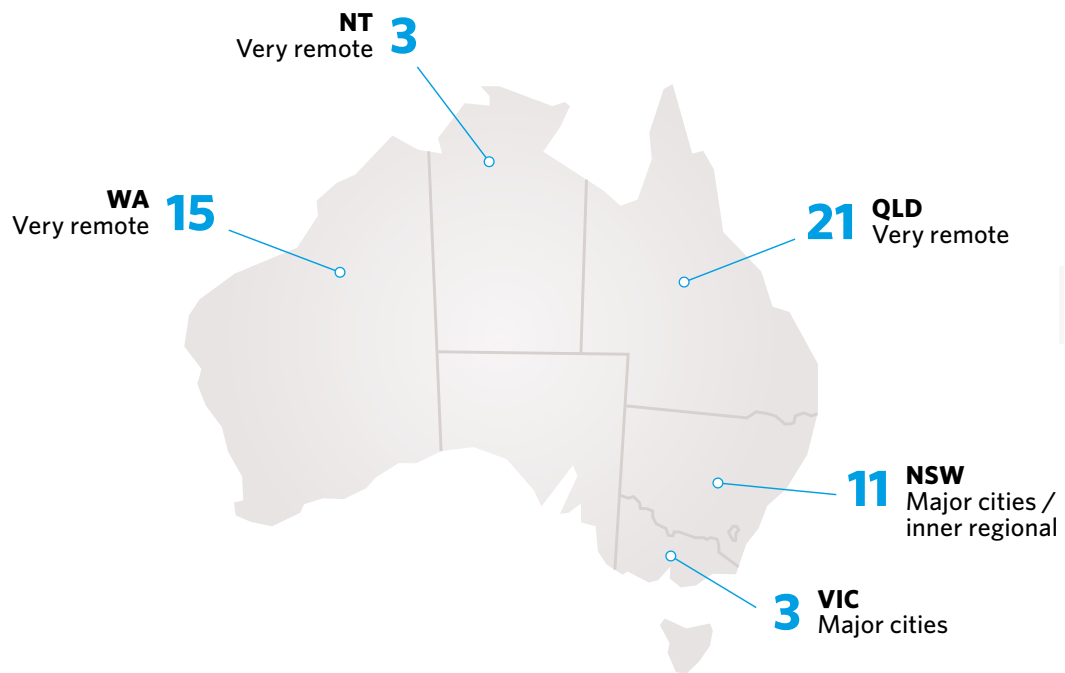 NT
Very remote
3
WA
Very remote
15
21
QLD
Very remote
11
NSW
Major cities /
inner regional
3
VIC
Major cities